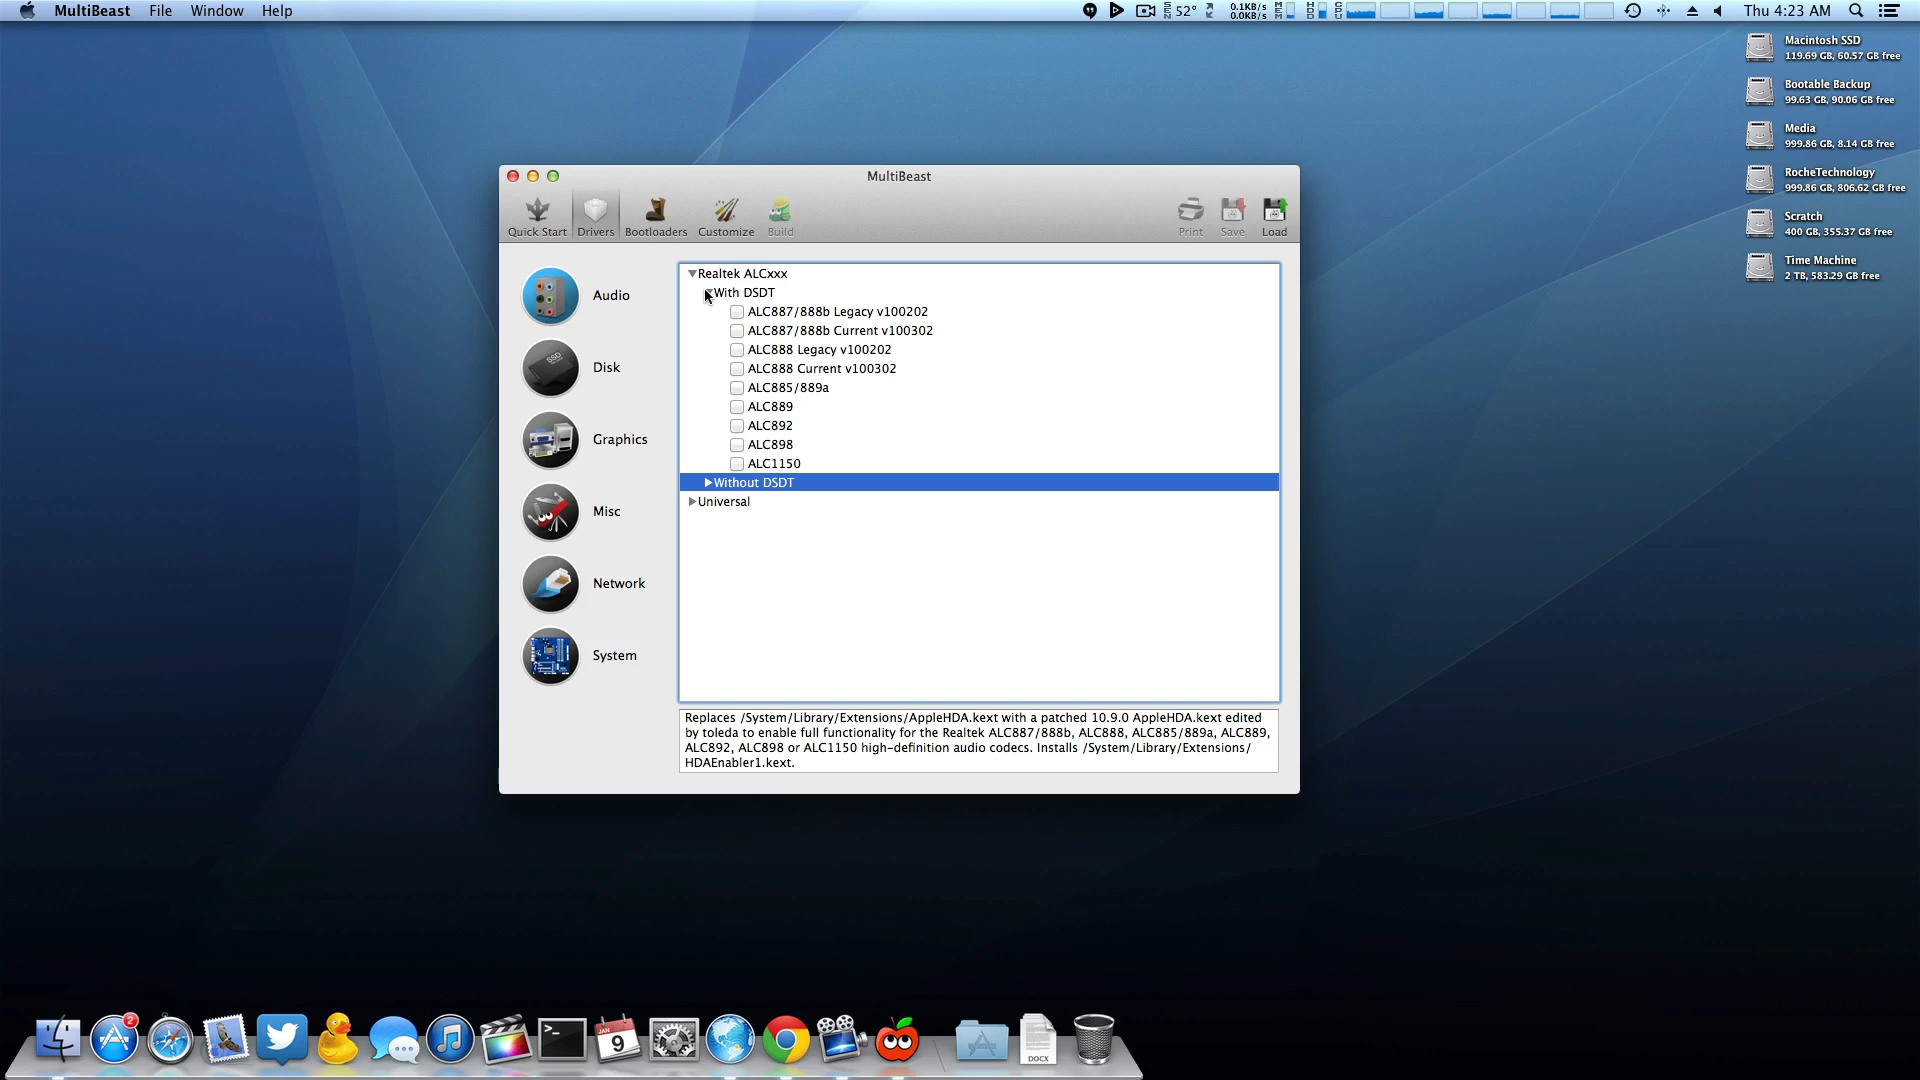 MultiBeast File Window Help
SEN 52° 0.1KB/s 0.0KB/s MEM HDD CPU Thu 4:23 AM
Macintosh SSD
119.69 GB, 60.57 GB free
Bootable Backup
99.63 GB, 90.06 GB free
Media
999.86 GB, 8.14 GB free
RocheTechnology
999.86 GB, 806.62 GB free
Scratch
400 GB, 355.37 GB free
Time Machine
2 TB, 583.29 GB free
MultiBeast
Quick Start Drivers Bootloaders Customize Build Print Save Load
Audio
Disk
Graphics
Misc
Network
System
Realtek ALCxxx
With DSDT
ALC887/888b Legacy v100202
ALC887/888b Current v100302
ALC888 Legacy v100202
ALC888 Current v100302
ALC885/889a
ALC889
ALC892
ALC898
ALC1150
Without DSDT
Universal
Replaces /System/Library/Extensions/AppleHDA.kext with a patched 10.9.0 AppleHDA.kext edited
by toleda to enable full functionality for the Realtek ALC887/888b, ALC888, ALC885/889a, ALC889,
ALC892, ALC898 or ALC1150 high-definition audio codecs. Installs /System/Library/Extensions/
HDAEnabler1.kext.
SSD
2
JAN
9
DOCX